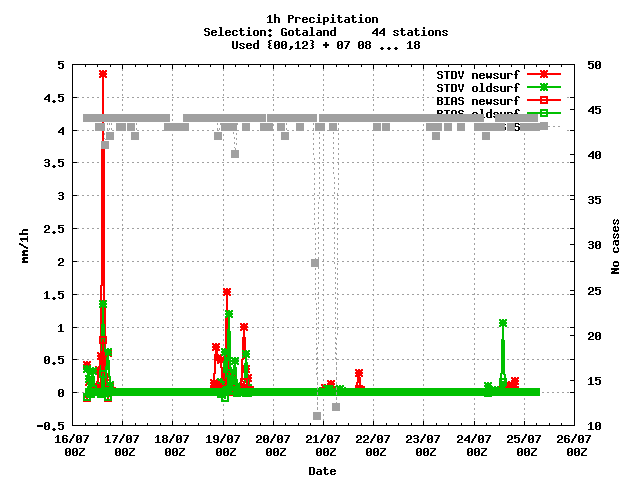 1h Precipitation
Selection: Gotaland 44 stations
Used {00,12} + 07 08 ... 18
STDV newsurf
STDV oldsurf
BIAS newsurf
BIAS oldsurf
mm/1h
5
4.5
4
3.5
3
2.5
2
1.5
1
0.5
0
-0.5
No cases
50
45
40
35
30
25
20
15
10
16/07 17/07 18/07 19/07 20/07 21/07 22/07 23/07 24/07 25/07 26/07
00Z 00Z 00Z 00Z 00Z 00Z 00Z 00Z 00Z 00Z 00Z
Date